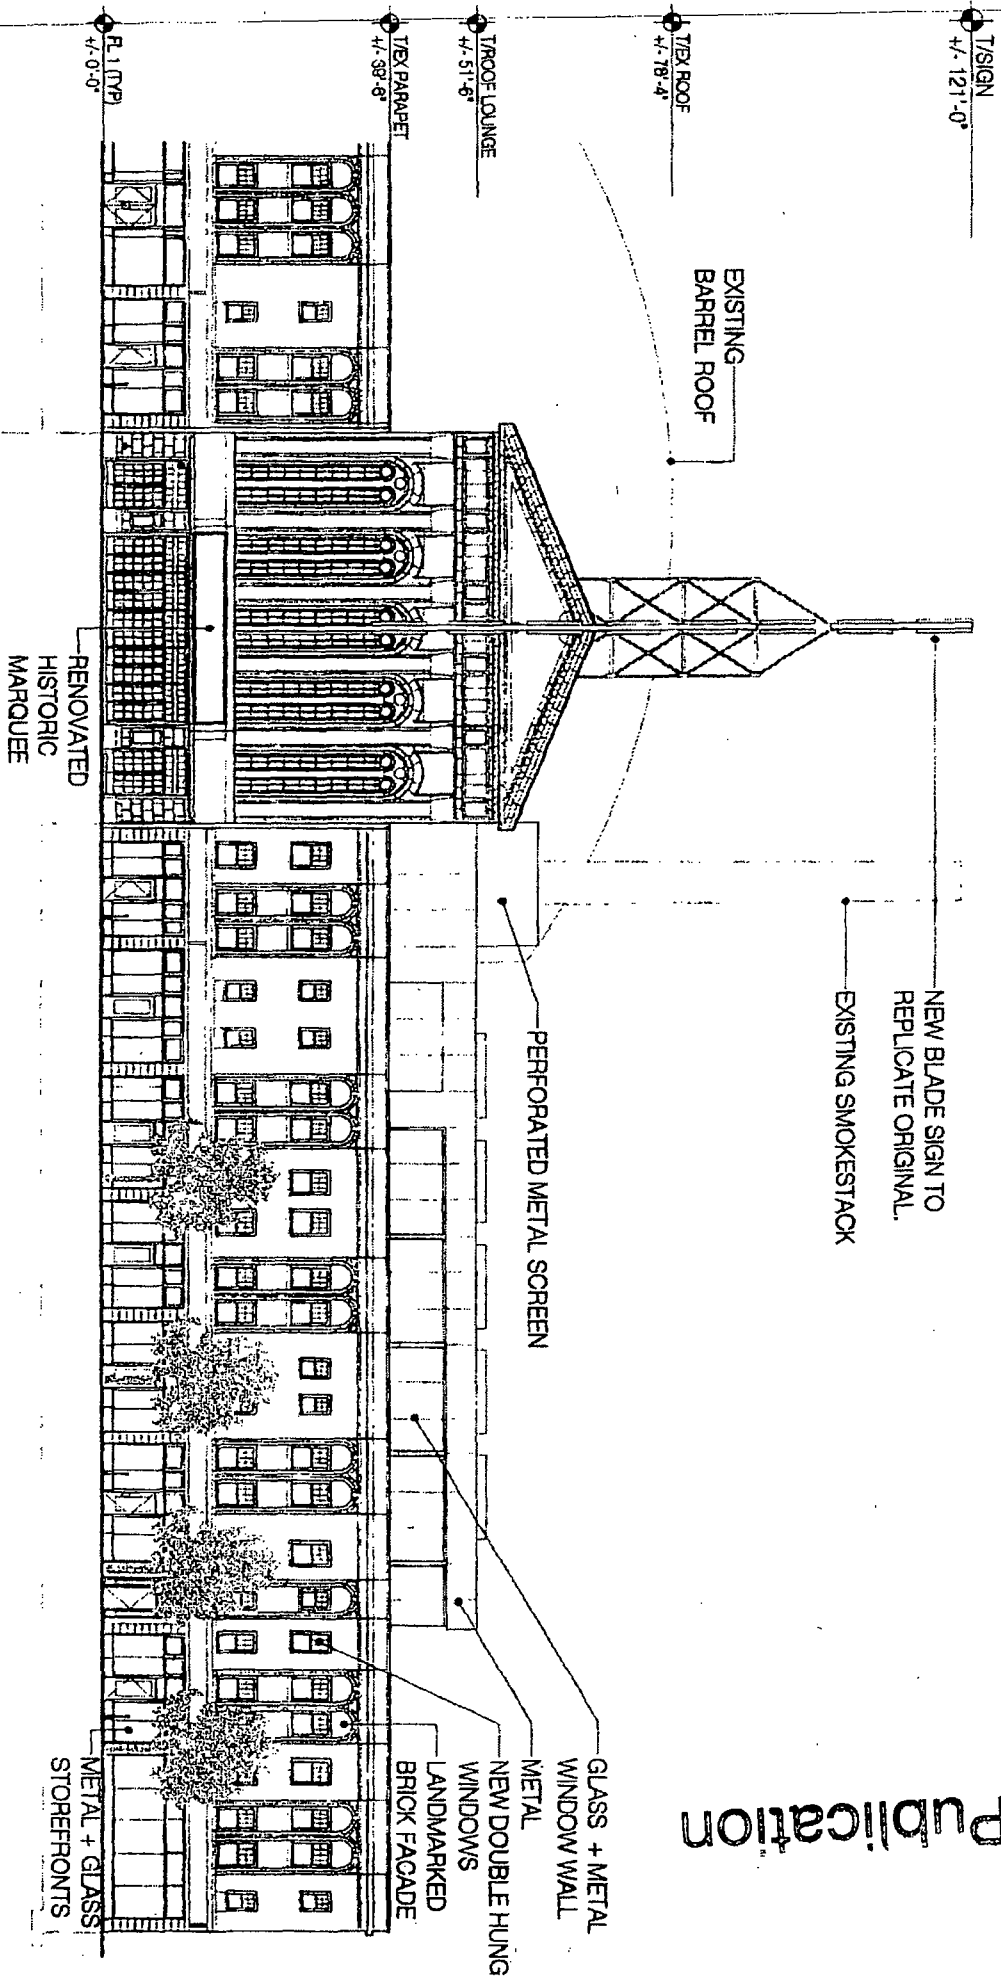 T/SIGN
+/- 121'-0"
T/EX ROOF
+/- 78'-4"
T/ROOF LOUNGE
+/- 51'-6"
T/EX PARAPET
+/- 39'-6"
FL 1 (TYP)
+/- 0'-0"
EXISTING
BARREL ROOF
NEW BLADE SIGN TO
REPLICATE ORIGINAL.
EXISTING SMOKESTACK
PERFORATED METAL SCREEN
RENOVATED
HISTORIC
MARQUEE
GLASS + METAL
WINDOW WALL
METAL
NEW DOUBLE HUNG
WINDOWS
LANDMARKED
BRICK FACADE
METAL + GLASS
STOREFRONTS
Publication